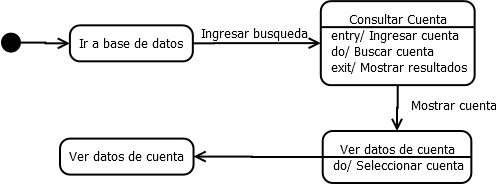 Ir a base de datos
Ingresar busqueda
Consultar Cuenta
entry/ Ingresar cuenta
do/ Buscar cuenta
exit/ Mostrar resultados
Mostrar cuenta
Ver datos de cuenta
do/ Seleccionar cuenta
Ver datos de cuenta